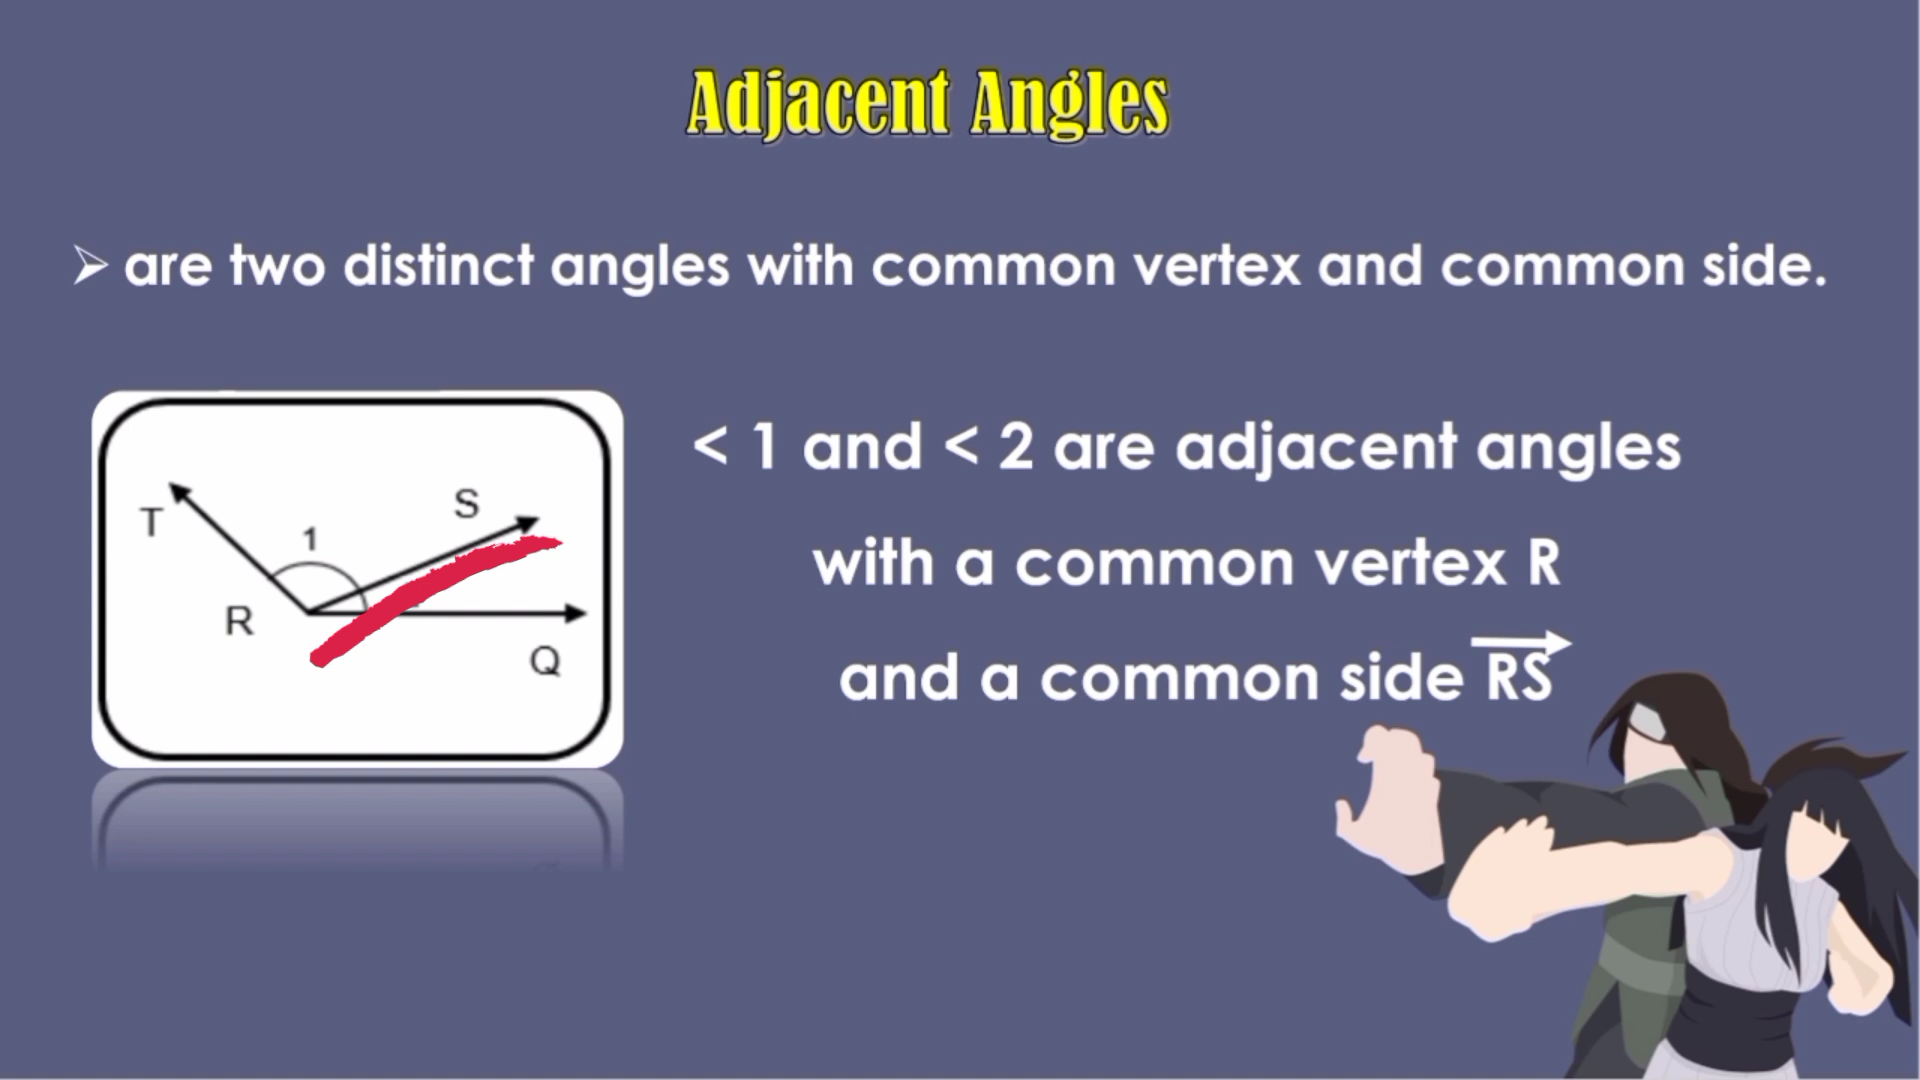 Adjacent Angles
➢ are two distinct angles with common vertex and common side.
< 1 and < 2 are adjacent angles
with a common vertex R
and a common side RS
S
T
1
R
Q